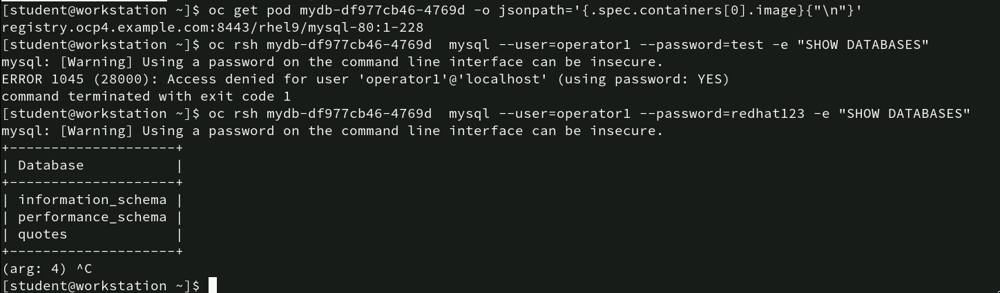 [student@workstation ~]$ oc get pod mydb-df977cb46-4769d -o jsonpath='{.spec.containers[0].image}{"\n"}'
registry.ocp4.example.com:8443/rhel9/mysql-80:1-228
[student@workstation ~]$ oc rsh mydb-df977cb46-4769d  mysql --user=operator1 --password=test -e "SHOW DATABASES"
mysql: [Warning] Using a password on the command line interface can be insecure.
ERROR 1045 (28000): Access denied for user 'operator1'@'localhost' (using password: YES)
command terminated with exit code 1
[student@workstation ~]$ oc rsh mydb-df977cb46-4769d  mysql --user=operator1 --password=redhat123 -e "SHOW DATABASES"
mysql: [Warning] Using a password on the command line interface can be insecure.
+--------------------+
| Database           |
+--------------------+
| information_schema |
| performance_schema |
| quotes             |
+--------------------+
(arg: 4) ^C
[student@workstation ~]$